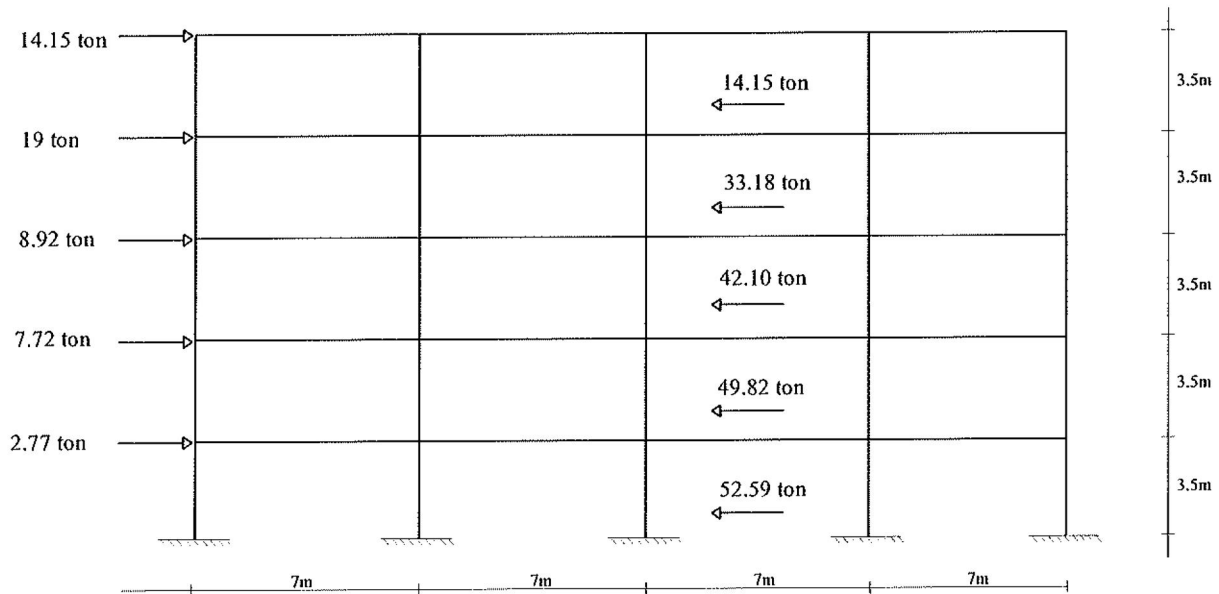 14.15 ton
14.15 ton
3.5m
19 ton
33.18 ton
3.5m
8.92 ton
42.10 ton
3.5m
7.72 ton
49.82 ton
3.5m
2.77 ton
52.59 ton
3.5m
7m
7m
7m
7m